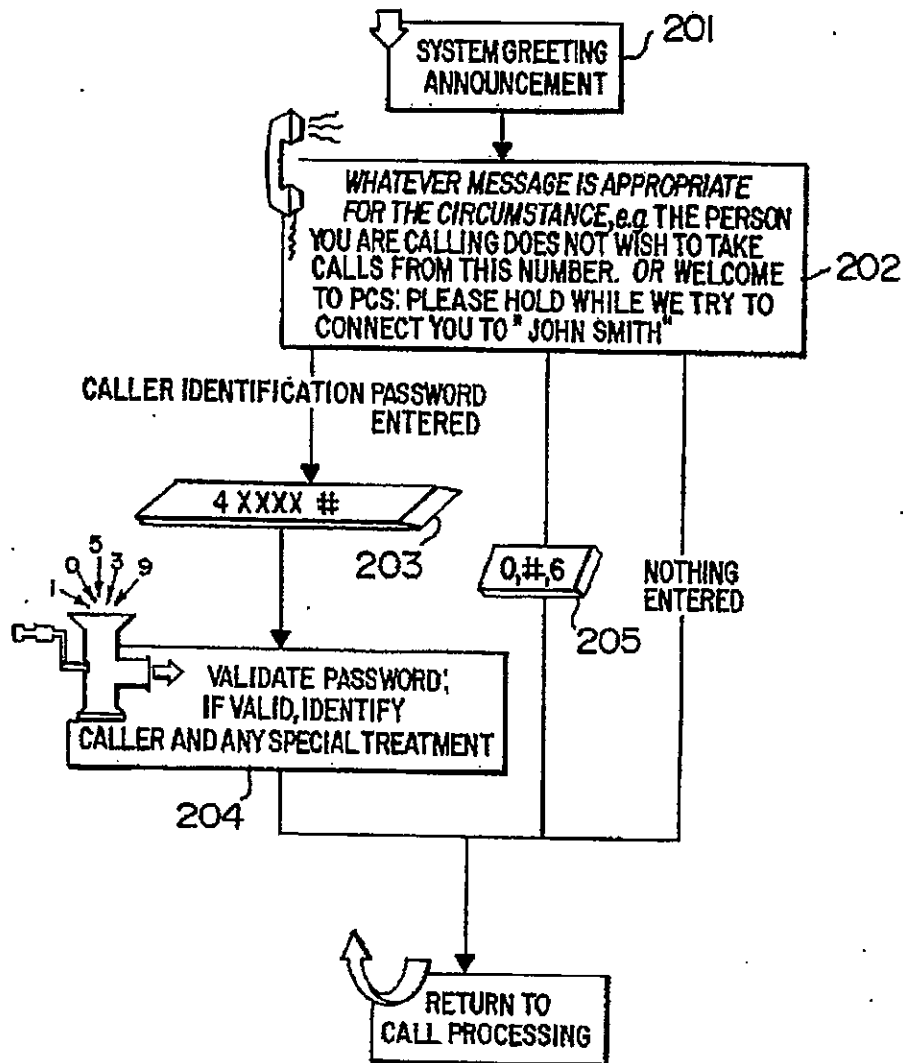 SYSTEM GREETING
ANNOUNCEMENT
201
WHATEVER MESSAGE IS APPROPRIATE
FOR THE CIRCUMSTANCE, e.g. THE PERSON
YOU ARE CALLING DOES NOT WISH TO TAKE
CALLS FROM THIS NUMBER. OR WELCOME
TO PCS: PLEASE HOLD WHILE WE TRY TO
CONNECT YOU TO "JOHN SMITH"
202
CALLER IDENTIFICATION PASSWORD
ENTERED
4 XXXX #
203
0,#,6
205
NOTHING
ENTERED
1 0 5 3 9
VALIDATE PASSWORD;
IF VALID, IDENTIFY
CALLER AND ANY SPECIAL TREATMENT
204
RETURN TO
CALL PROCESSING